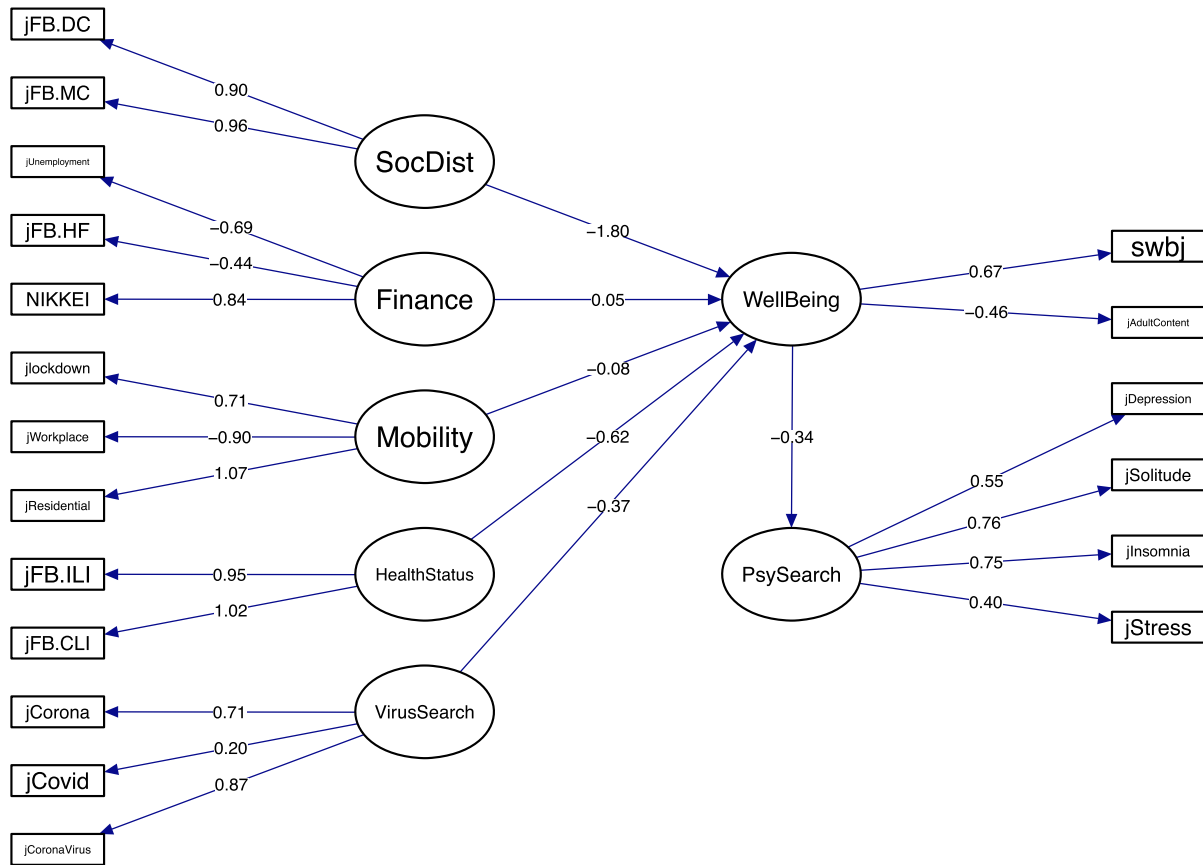 jFB.DC
jFB.MC
jUnemployment
jFB.HF
NIKKEI
jlockdown
jWorkplace
jResidential
jFB.ILI
jFB.CLI
jCorona
jCovid
jCoronaVirus
0.90
0.96
−0.69
−0.44
0.84
0.71
−0.90
1.07
0.95
1.02
0.71
0.20
0.87
SocDist
Finance
Mobility
HealthStatus
VirusSearch
−1.80
0.05
−0.08
−0.62
−0.37
WellBeing
−0.34
PsySearch
0.67
−0.46
0.55
0.76
0.75
0.40
swbj
jAdultContent
jDepression
jSolitude
jInsomnia
jStress